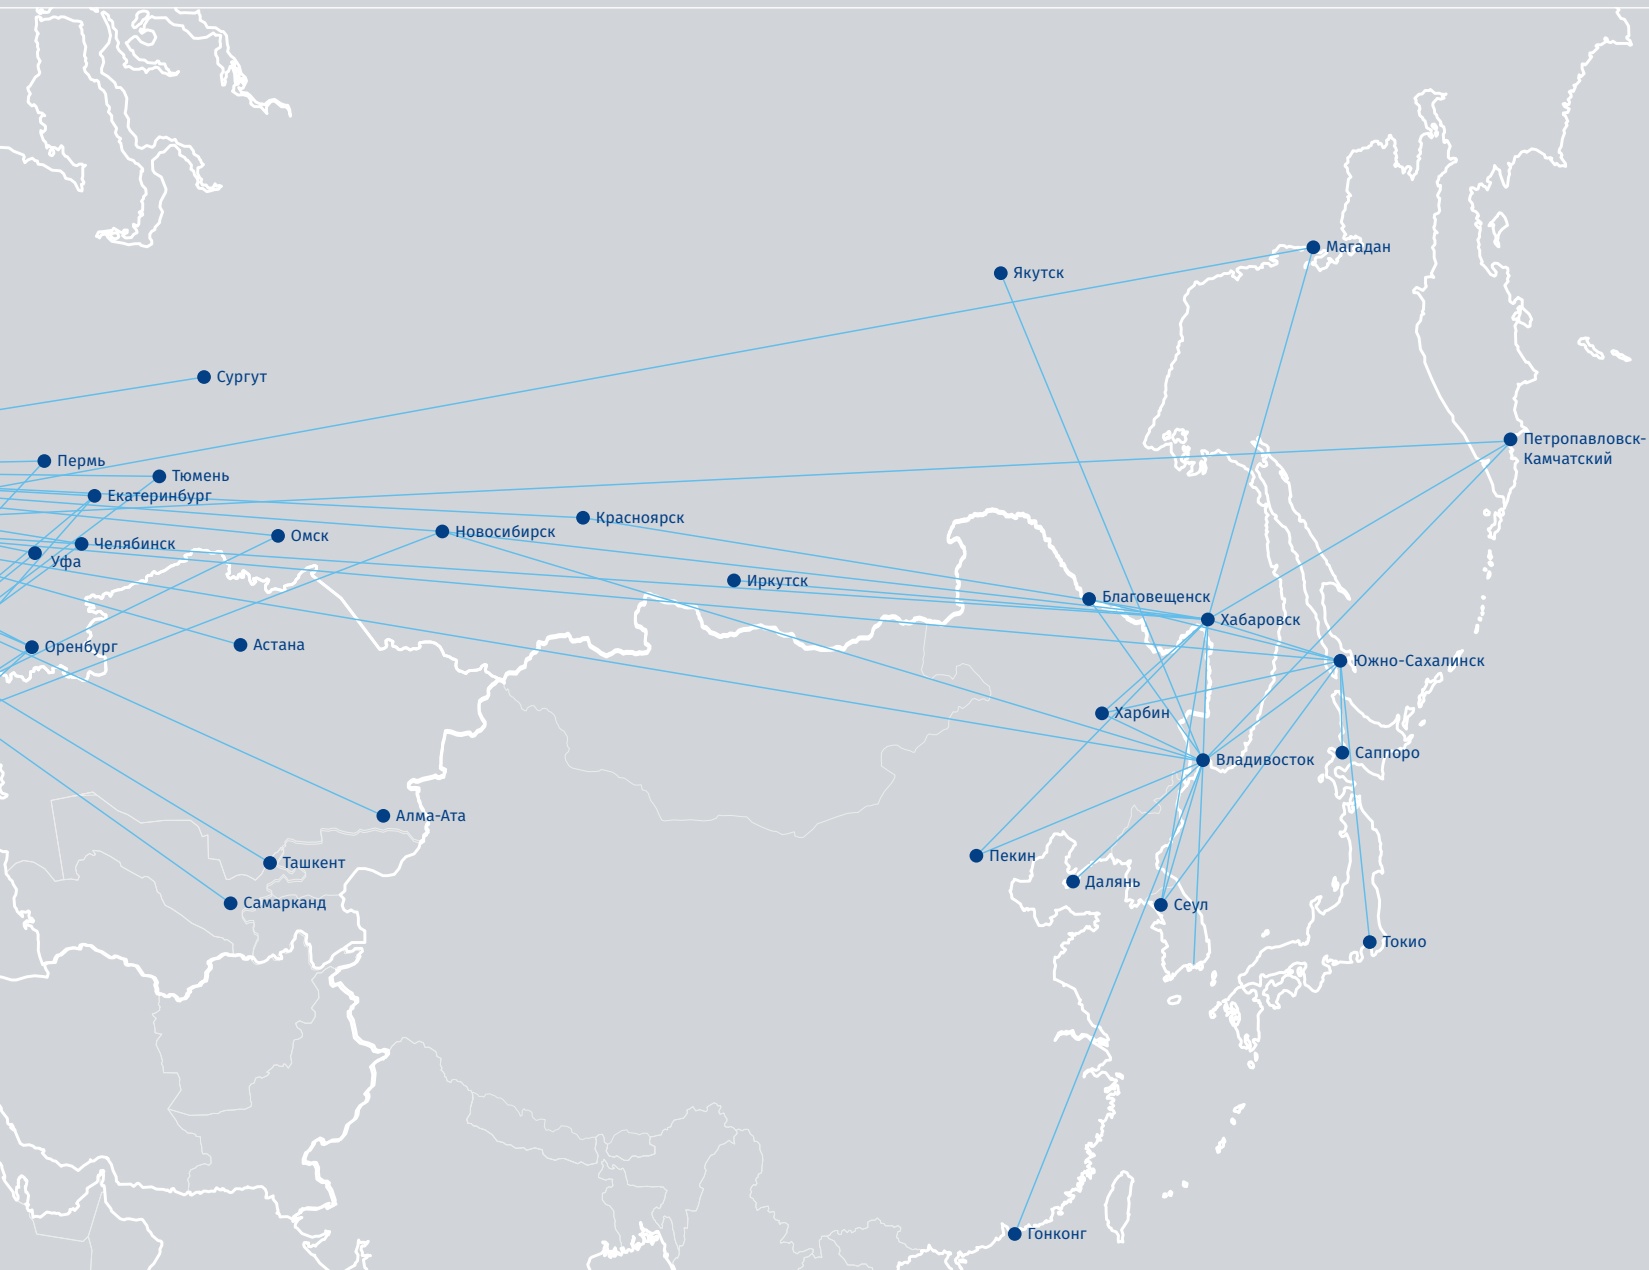 Магадан
Якутск
Сургут
Петропавловск-
Камчатский
Пермь
Тюмень
Екатеринбург
Красноярск
Новосибирск
Омск
Челябинск
Уфа
Иркутск
Благовещенск
Хабаровск
Оренбург
Астана
Южно-Сахалинск
Харбин
Саппоро
Владивосток
Алма-Ата
Пекин
Ташкент
Далянь
Самарканд
Сеул
Токио
Гонконг